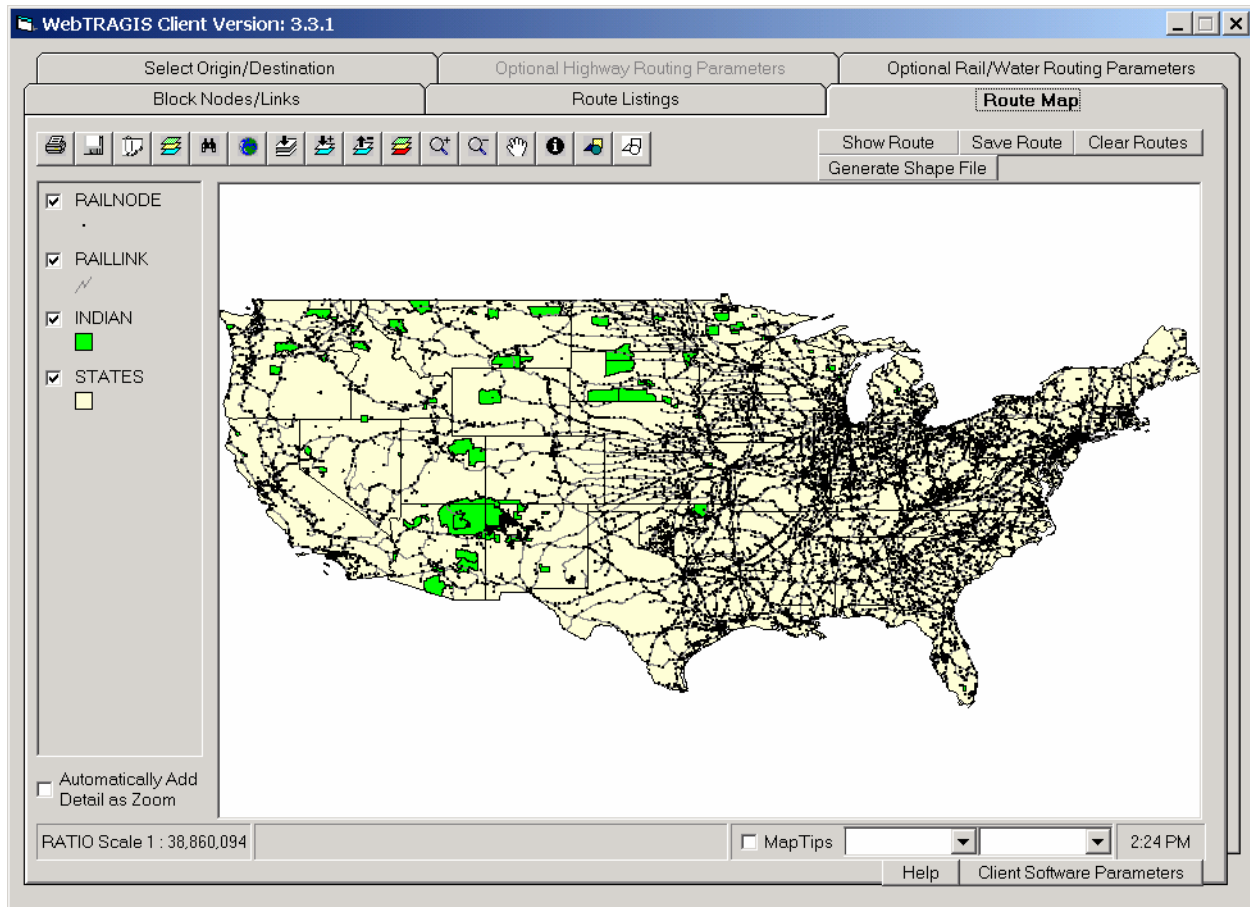 WebTRAGIS Client Version: 3.3.1
Select Origin/Destination
Optional Highway Routing Parameters
Optional Rail/Water Routing Parameters
Block Nodes/Links
Route Listings
Route Map
Show Route
Save Route
Clear Routes
Generate Shape File
RAILNODE
RAILLINK
INDIAN
STATES
Automatically Add
Detail as Zoom
RATIO Scale 1 : 38,860,094
MapTips
2:24 PM
Help
Client Software Parameters